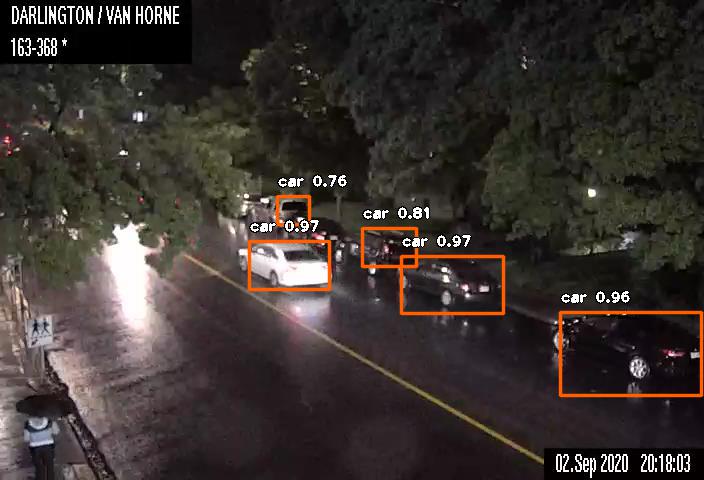 DARLINGTON / VAN HORNE
163-368 *
car 0.76
car 0.81
car 0.97
car 0.97
car 0.96
02.Sep 2020 20:18:03